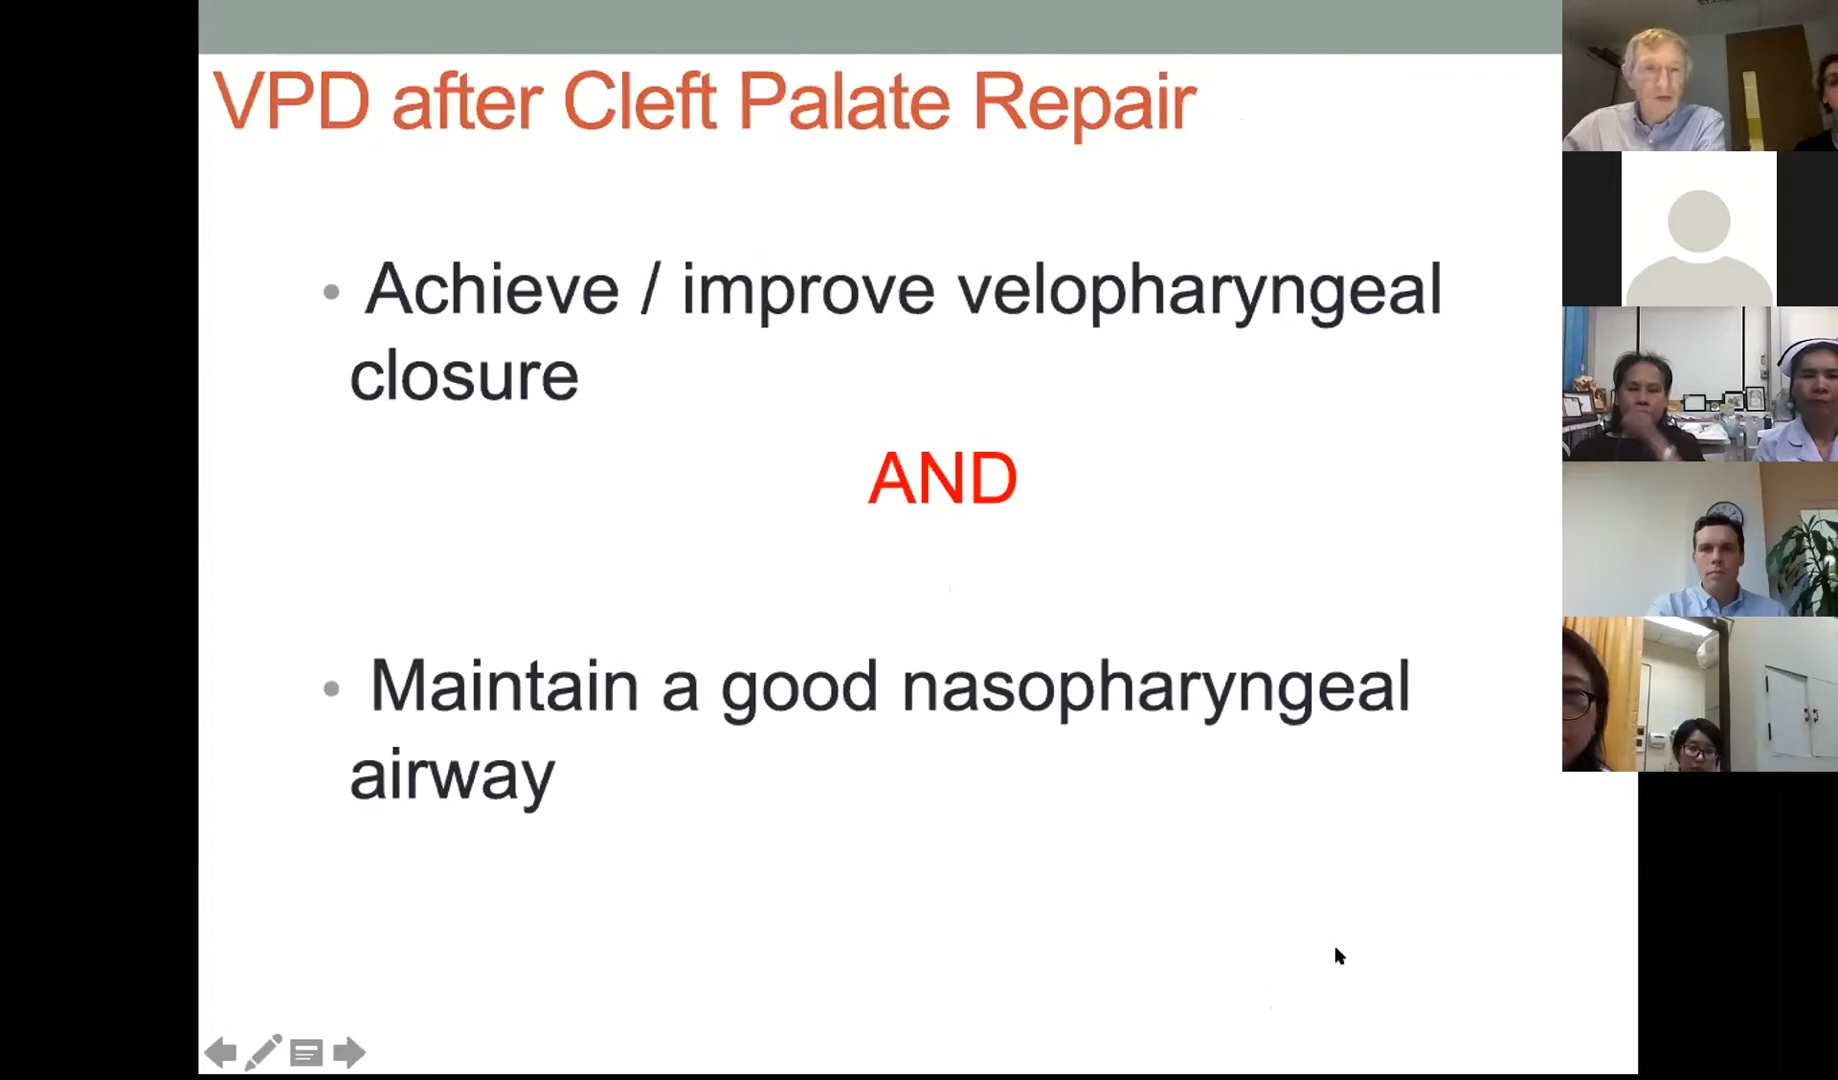 VPD after Cleft Palate Repair
• Achieve / improve velopharyngeal
closure
AND
• Maintain a good nasopharyngeal
airway